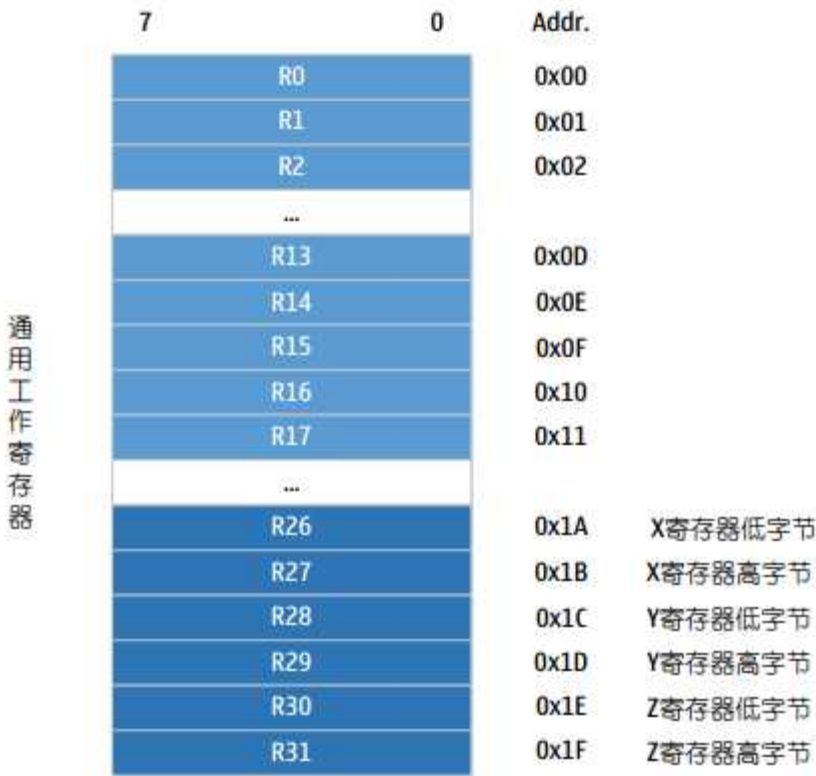 7 0 Addr.
R0 0x00
R1 0x01
R2 0x02
...
R13 0x0D
R14 0x0E
R15 0x0F
R16 0x10
R17 0x11
...
R26 0x1A X寄存器低字节
R27 0x1B X寄存器高字节
R28 0x1C Y寄存器低字节
R29 0x1D Y寄存器高字节
R30 0x1E Z寄存器低字节
R31 0x1F Z寄存器高字节
通用工作寄存器